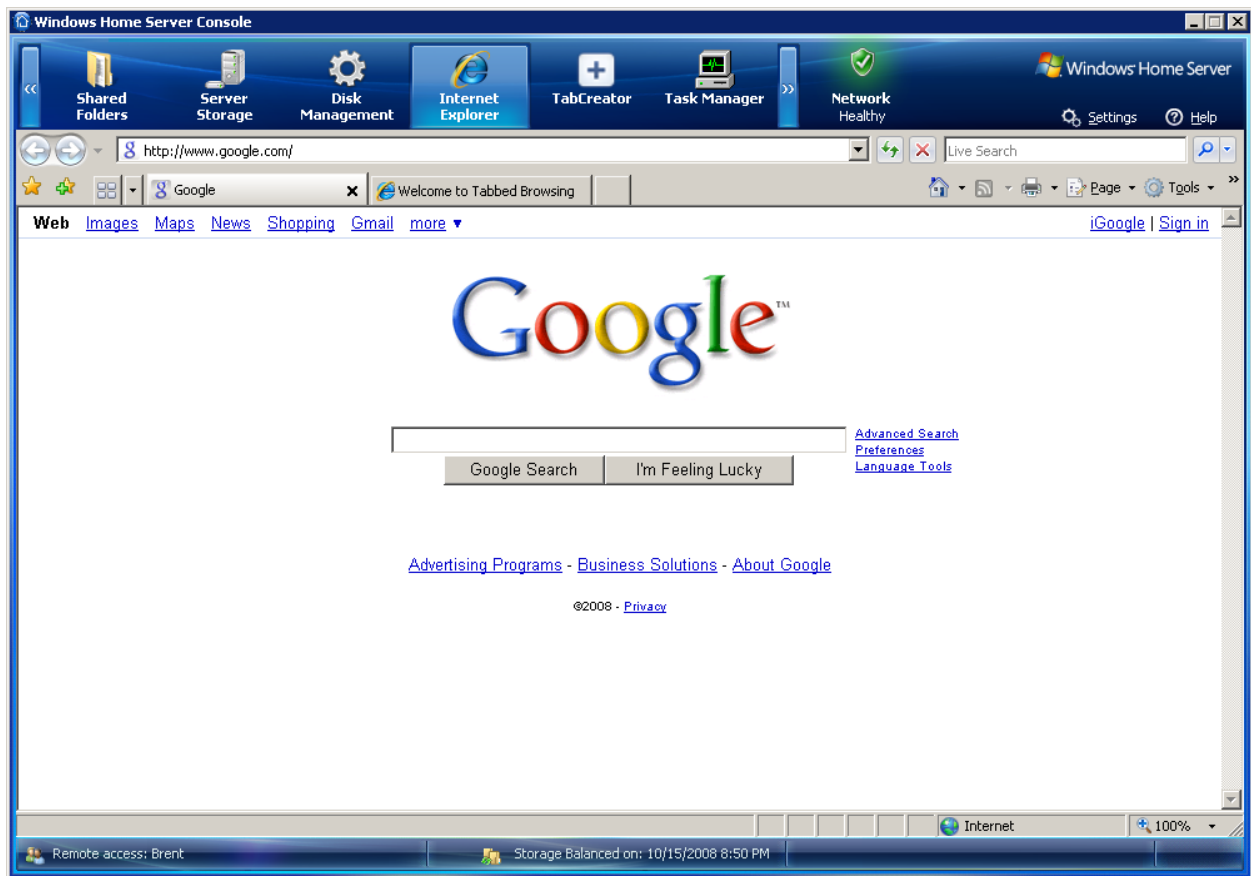 Windows Home Server Console
«
Shared Folders
Server Storage
Disk Management
Internet Explorer
TabCreator
Task Manager
»
Network
Healthy
Windows Home Server
Settings
Help
http://www.google.com/
Live Search
Google
Welcome to Tabbed Browsing
Page
Tools
»
Web Images Maps News Shopping Gmail more ▼
iGoogle | Sign in
Google™
Advanced Search
Preferences
Language Tools
Google Search
I'm Feeling Lucky
Advertising Programs - Business Solutions - About Google
©2008 - Privacy
Internet
100%
Remote access: Brent
Storage Balanced on: 10/15/2008 8:50 PM